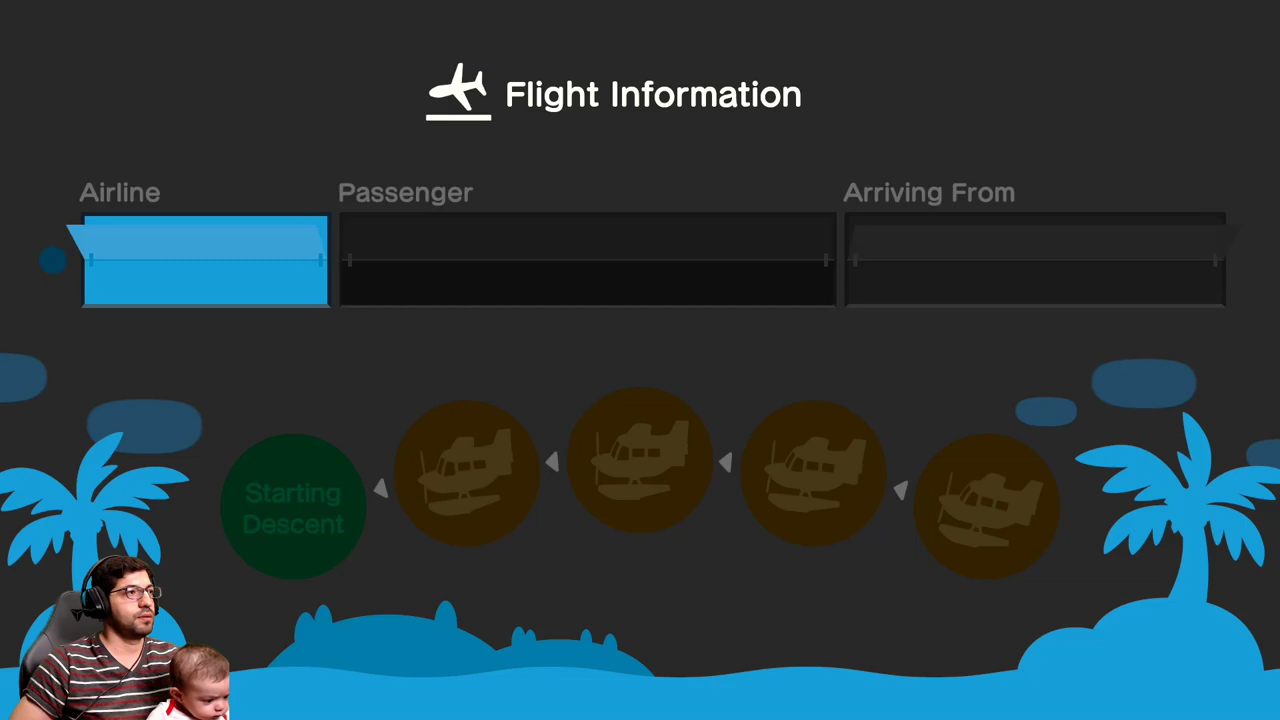 Flight Information
Airline
Passenger
Arriving From
Starting
Descent